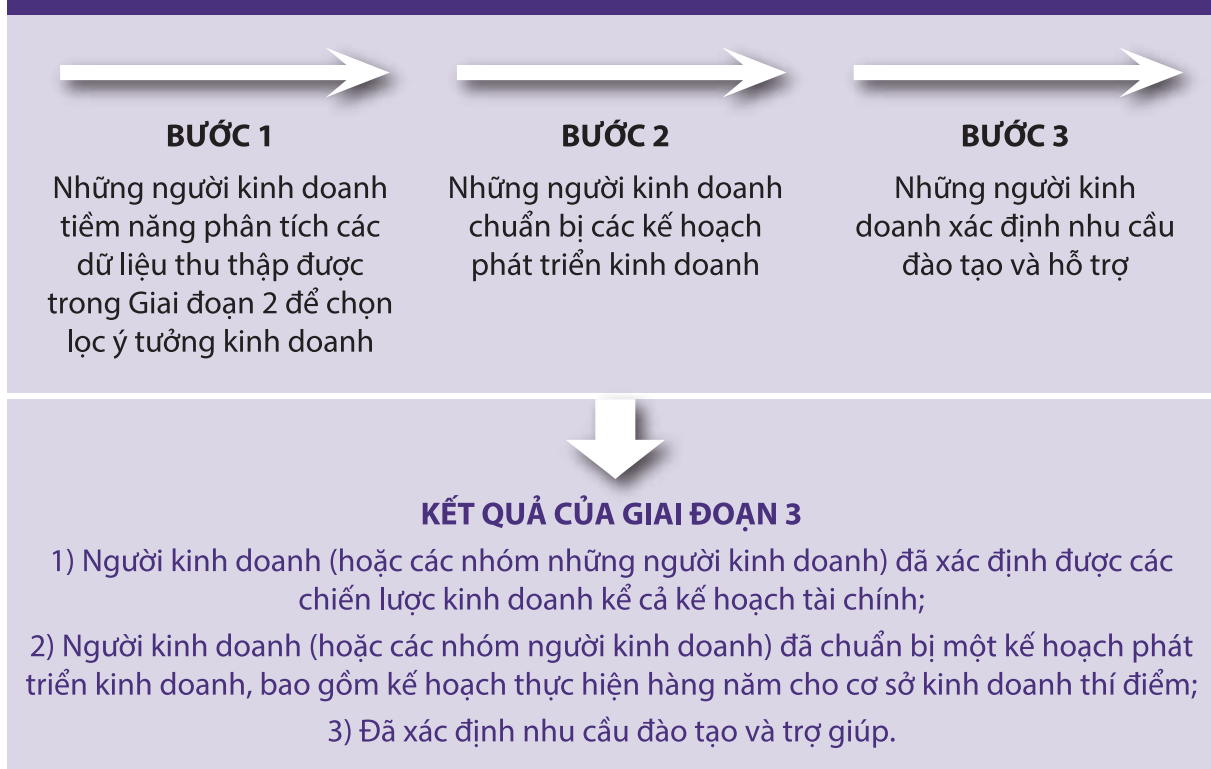 BƯỚC 1
Những người kinh doanh
tiềm năng phân tích các
dữ liệu thu thập được
trong Giai đoạn 2 để chọn
lọc ý tưởng kinh doanh
BƯỚC 2
Những người kinh doanh
chuẩn bị các kế hoạch
phát triển kinh doanh
BƯỚC 3
Những người kinh
doanh xác định nhu cầu
đào tạo và hỗ trợ
KẾT QUẢ CỦA GIAI ĐOẠN 3
1) Người kinh doanh (hoặc các nhóm những người kinh doanh) đã xác định được các
chiến lược kinh doanh kể cả kế hoạch tài chính;
2) Người kinh doanh (hoặc các nhóm người kinh doanh) đã chuẩn bị một kế hoạch phát
triển kinh doanh, bao gồm kế hoạch thực hiện hàng năm cho cơ sở kinh doanh thí điểm;
3) Đã xác định nhu cầu đào tạo và trợ giúp.